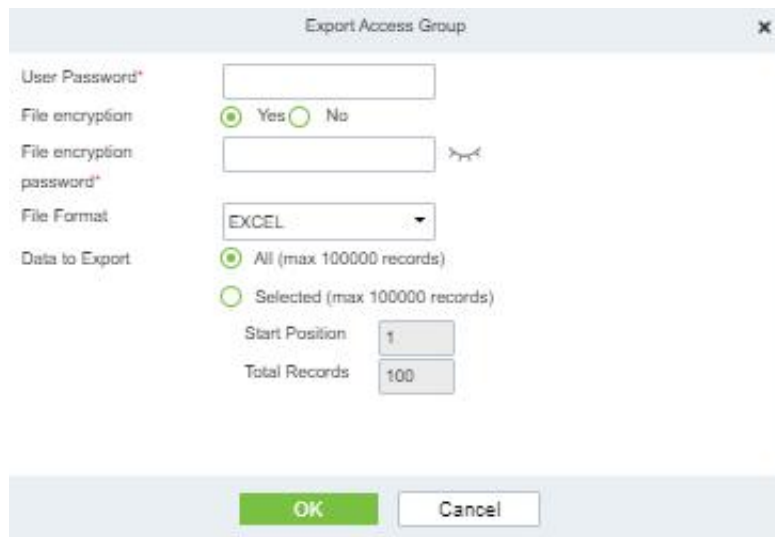 Export Access Group
User Password*
File encryption Yes No
File encryption
password*
File Format EXCEL
Data to Export All (max 100000 records)
Selected (max 100000 records)
Start Position 1
Total Records 100
OK Cancel